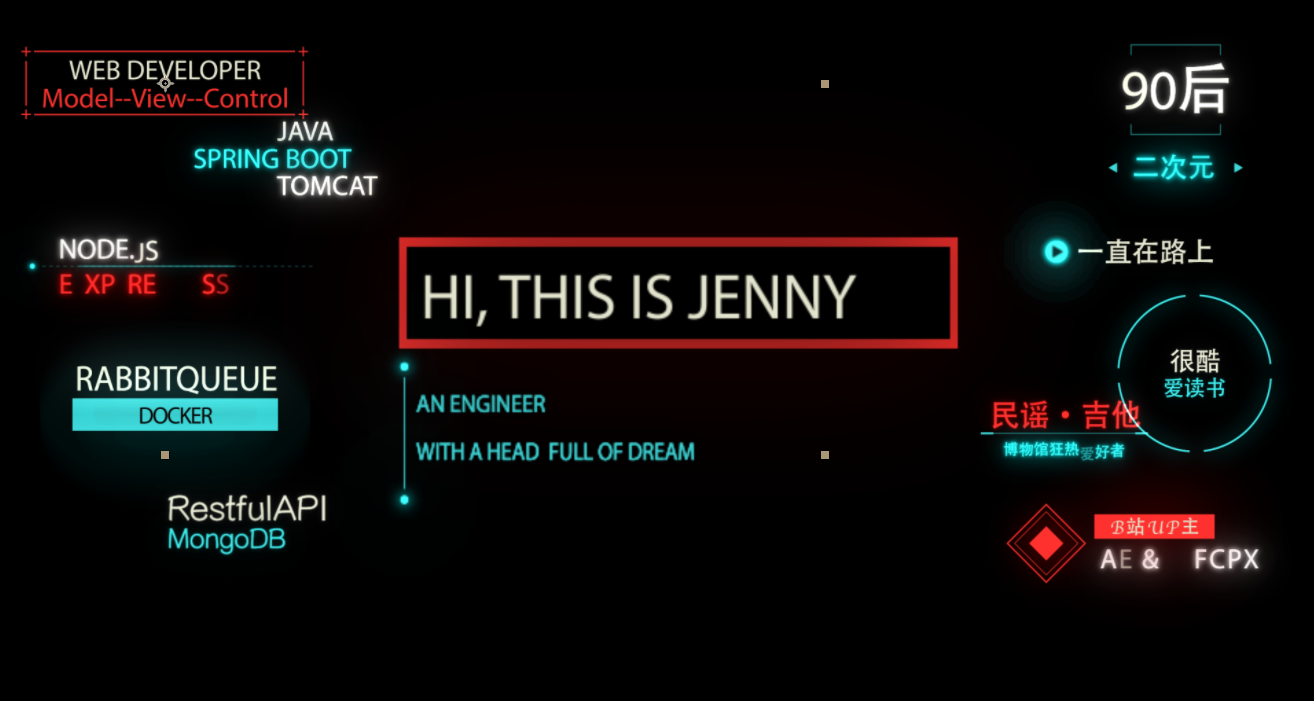 WEB DEVELOPER
Model--View--Control
JAVA
SPRING BOOT
TOMCAT
NODE.JS
E XP RE SS
RABBITQUEUE
DOCKER
RestfulAPI
MongoDB
HI, THIS IS JENNY
AN ENGINEER
WITH A HEAD FULL OF DREAM
90后
二次元
一直在路上
很酷
爱读书
民谣·吉他
博物馆狂热爱好者
B站UP主
AE & FCPX